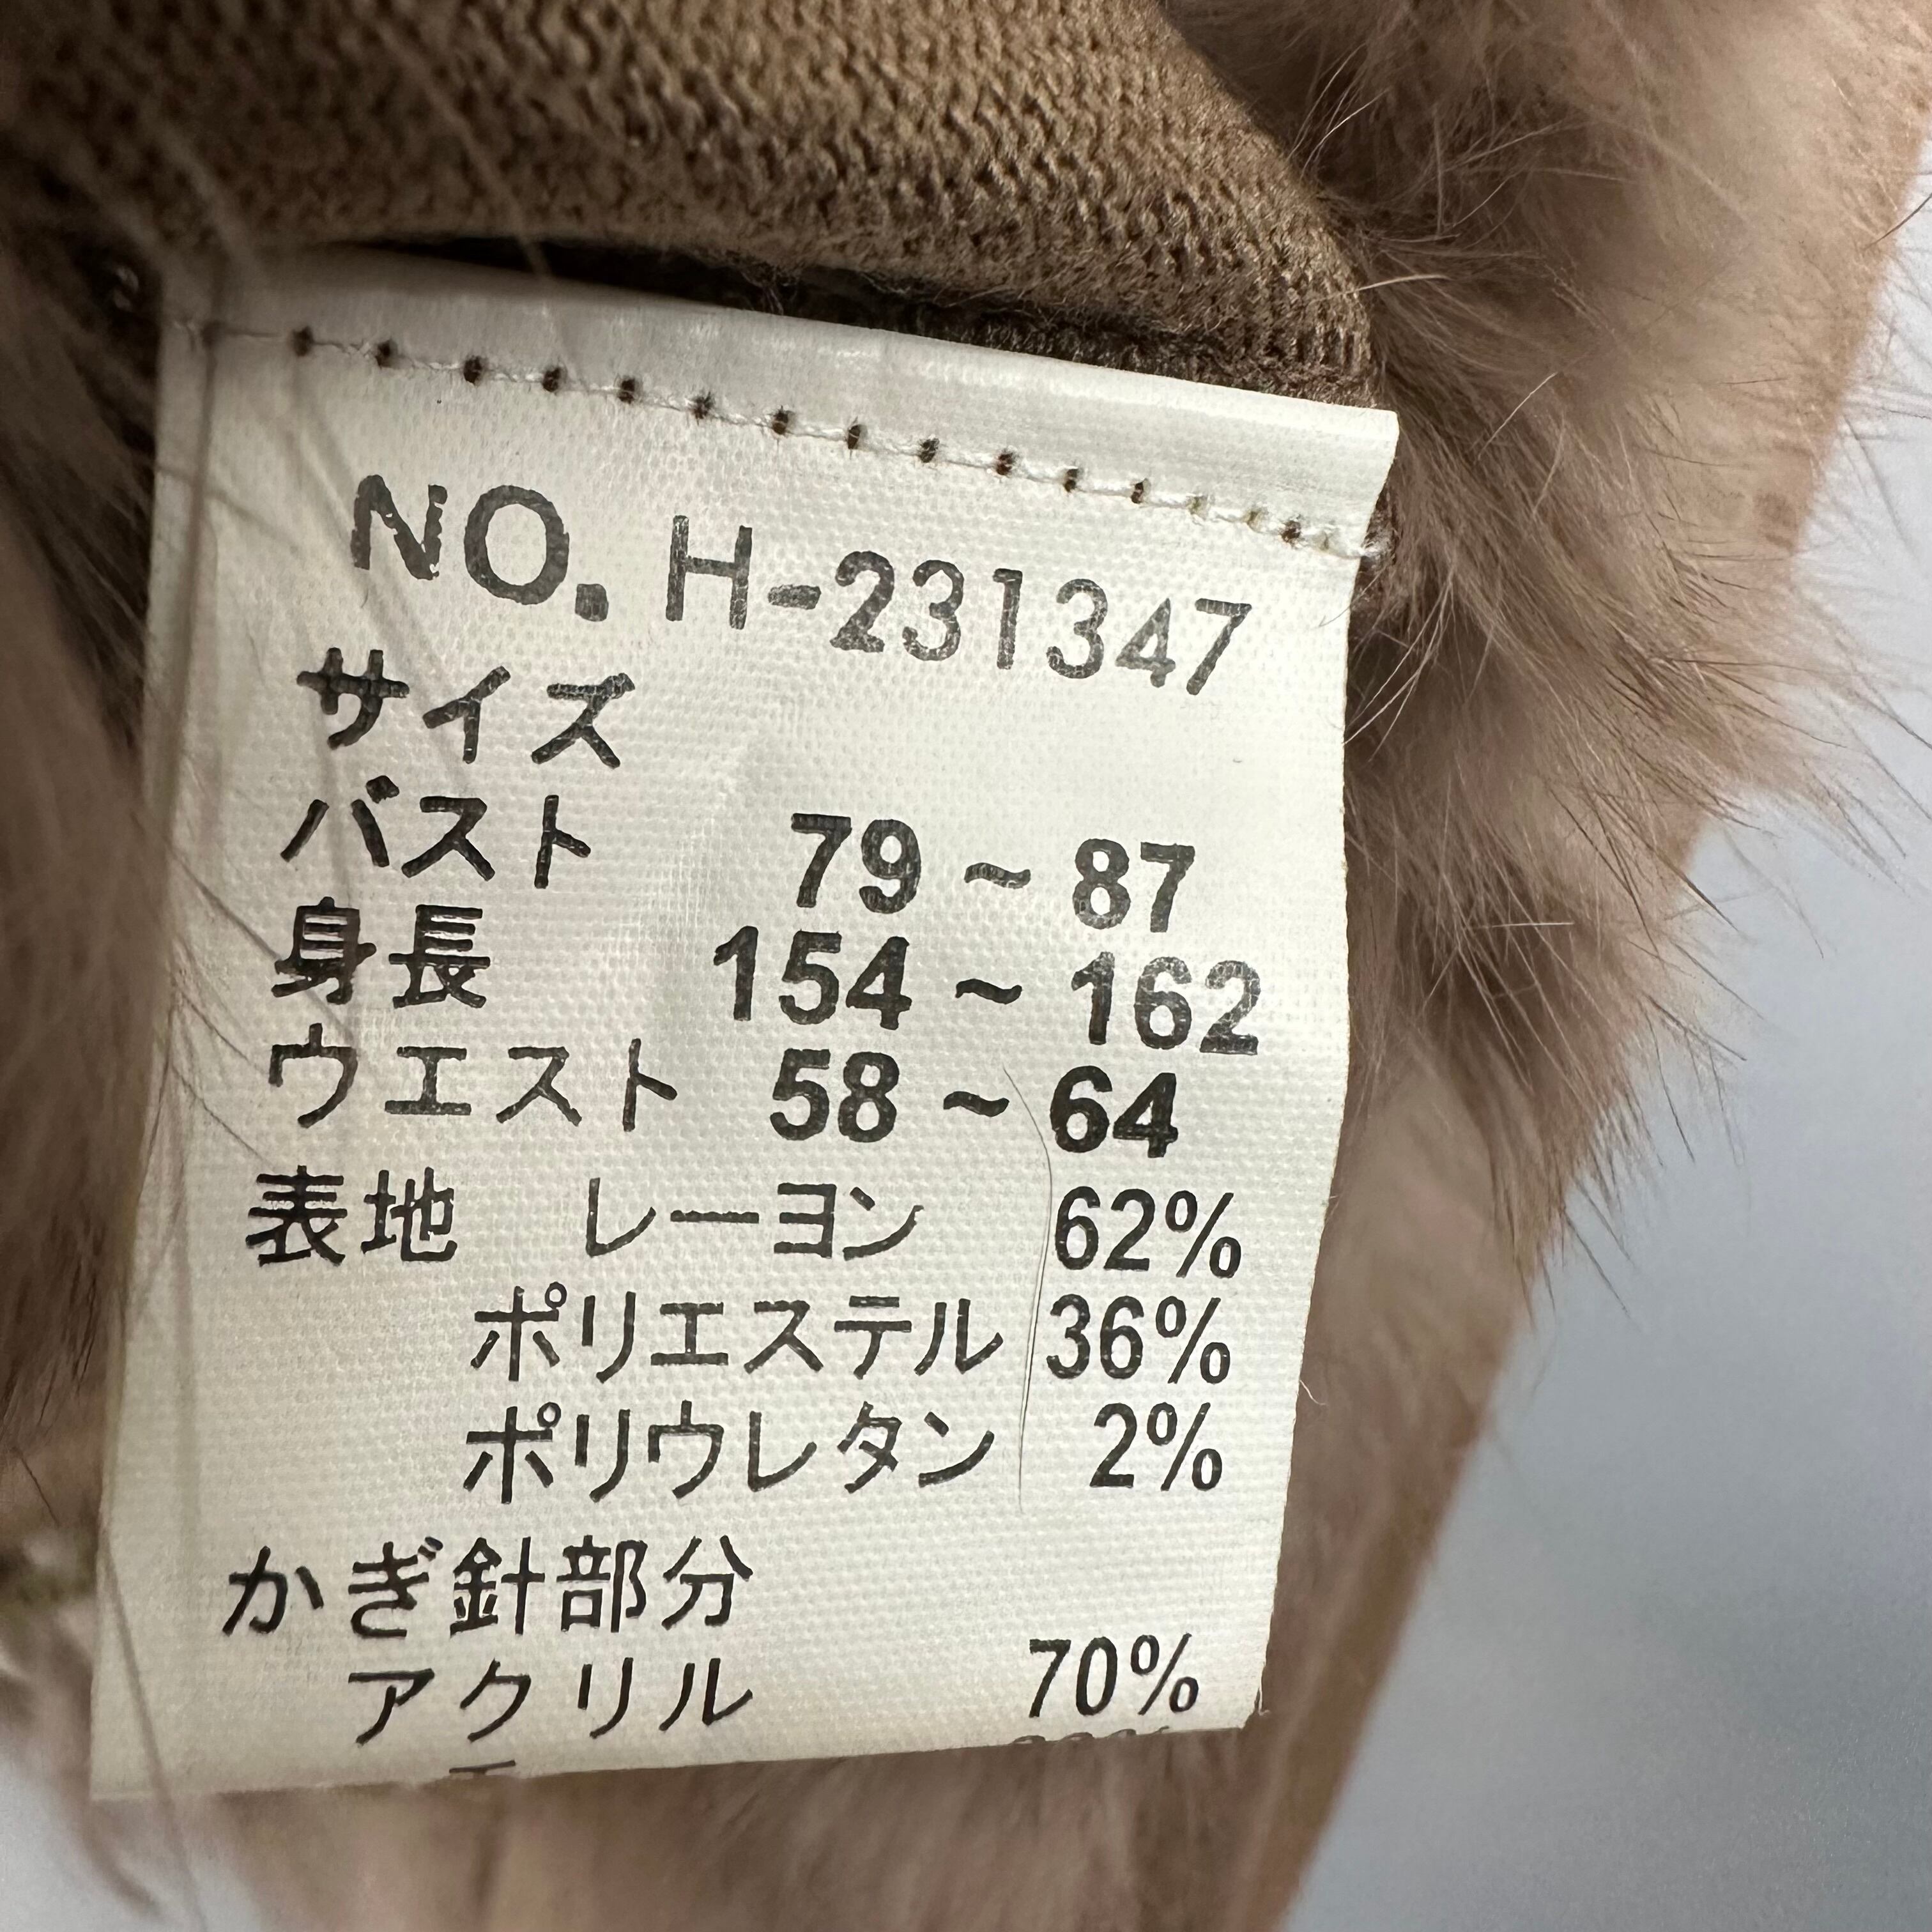 NO. H-231347
サイズ
バスト 79 ~ 87
身長 154 ~ 162
ウエスト 58 ~ 64
表地 レーヨン 62%
ポリエステル 36%
ポリウレタン 2%
かぎ針部分
アクリル 70%